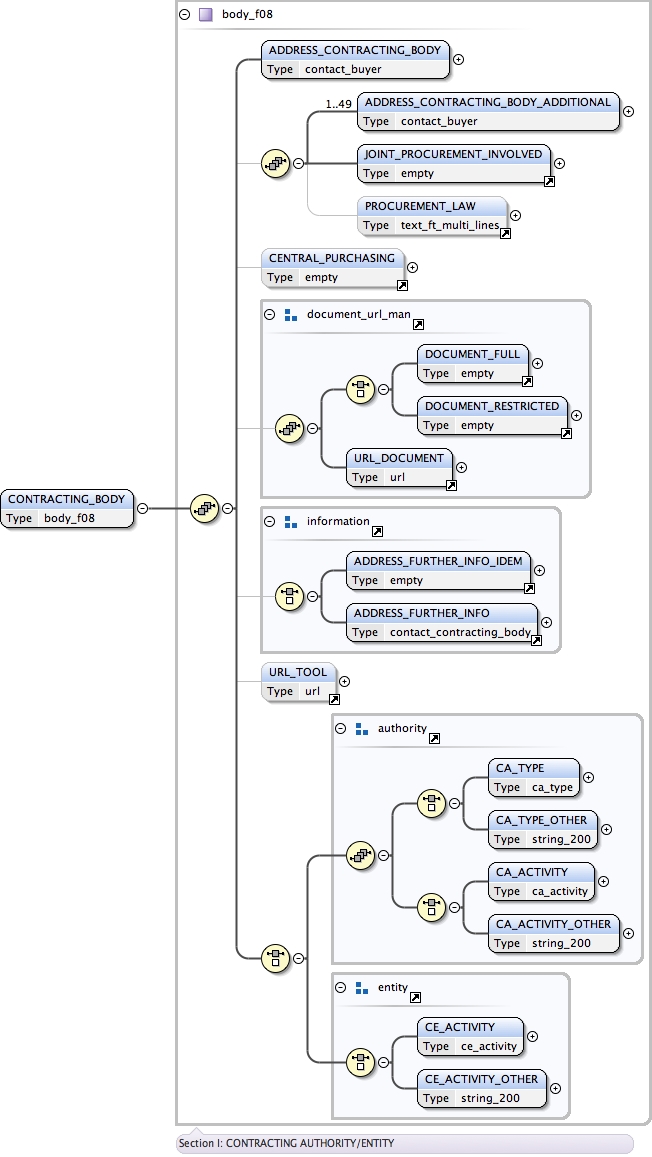 body_f08
ADDRESS_CONTRACTING_BODY
Type contact_buyer
1..49
ADDRESS_CONTRACTING_BODY_ADDITIONAL
Type contact_buyer
JOINT_PROCUREMENT_INVOLVED
Type empty
PROCUREMENT_LAW
Type text_ft_multi_lines
CENTRAL_PURCHASING
Type empty
document_url_man
DOCUMENT_FULL
Type empty
DOCUMENT_RESTRICTED
Type empty
URL_DOCUMENT
Type url
CONTRACTING_BODY
Type body_f08
information
ADDRESS_FURTHER_INFO_IDEM
Type empty
ADDRESS_FURTHER_INFO
Type contact_contracting_body
URL_TOOL
Type url
authority
CA_TYPE
Type ca_type
CA_TYPE_OTHER
Type string_200
CA_ACTIVITY
Type ca_activity
CA_ACTIVITY_OTHER
Type string_200
entity
CE_ACTIVITY
Type ce_activity
CE_ACTIVITY_OTHER
Type string_200
Section I: CONTRACTING AUTHORITY/ENTITY